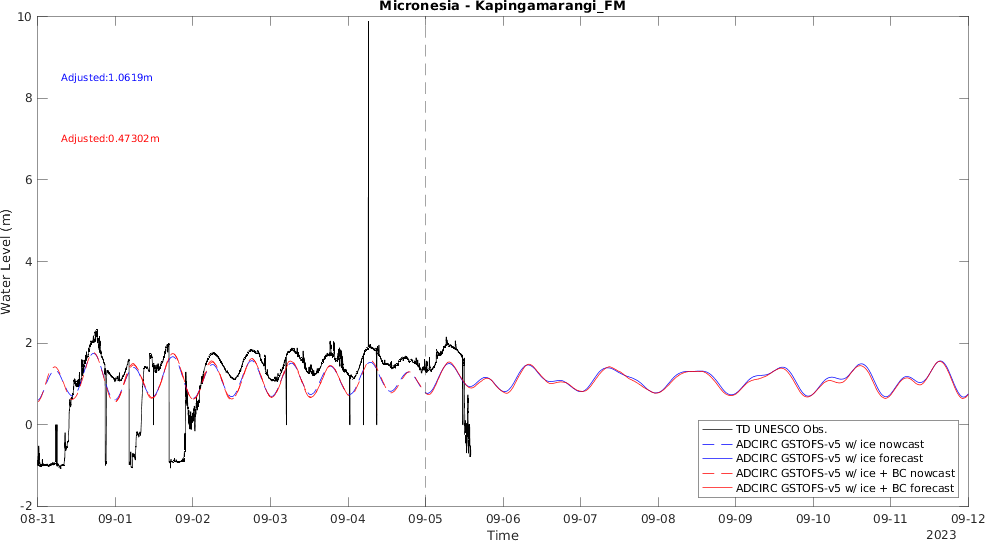 Micronesia - Kapingamarangi_FM
10
8
6
4
2
0
-2
Water Level (m)
Adjusted:1.0619m
Adjusted:0.47302m
TD UNESCO Obs.
ADCIRC GSTOFS-v5 w/ ice nowcast
ADCIRC GSTOFS-v5 w/ ice forecast
ADCIRC GSTOFS-v5 w/ ice + BC nowcast
ADCIRC GSTOFS-v5 w/ ice + BC forecast
08-31 09-01 09-02 09-03 09-04 09-05 09-06 09-07 09-08 09-09 09-10 09-11 09-12
Time
2023